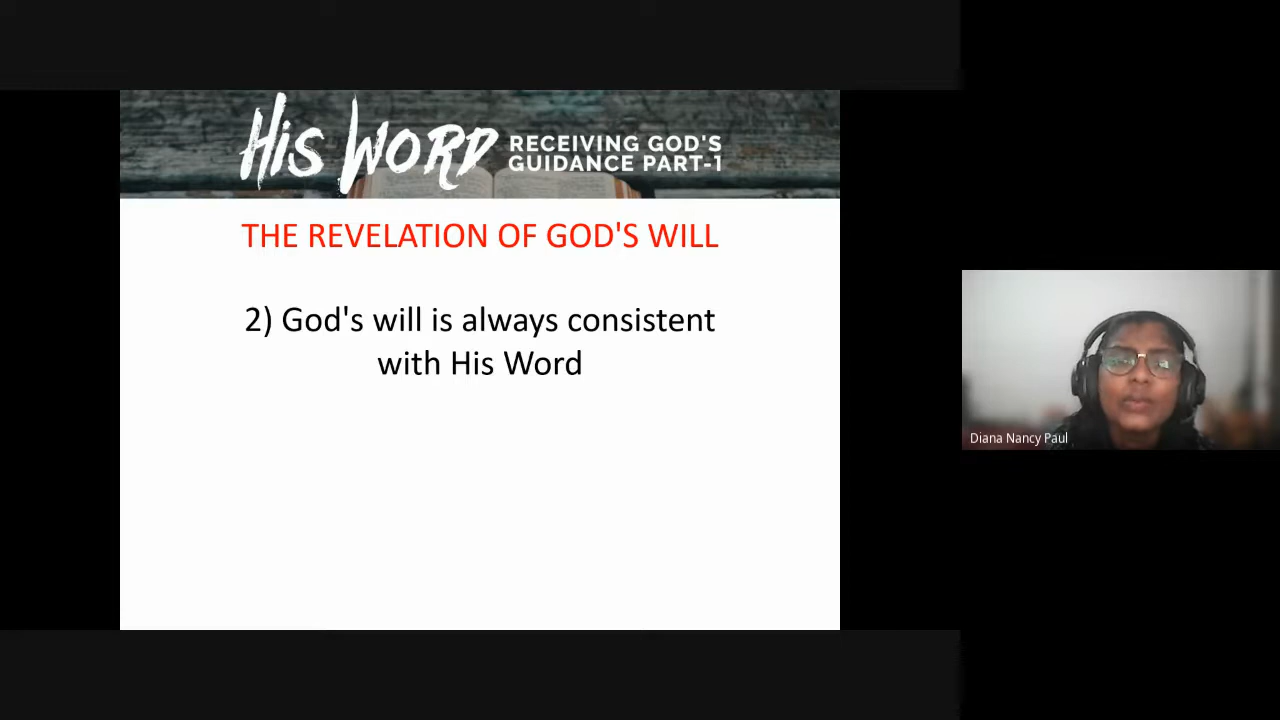 His Word RECEIVING GOD'S
GUIDANCE PART-1
THE REVELATION OF GOD'S WILL
2) God's will is always consistent
with His Word
Diana Nancy Paul